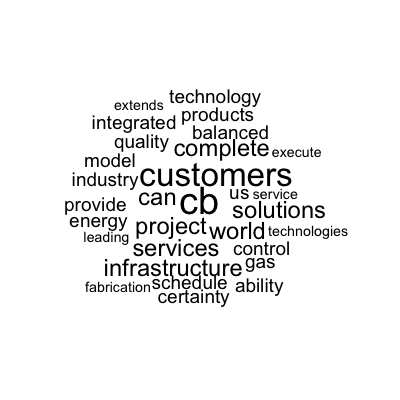 technology
extends
products
integrated
balanced
quality
complete
execute
model
customers
industry
us
service
can
cb
provide
solutions
energy
project
world
technologies
leading
services
control
infrastructure
gas
fabrication
schedule
ability
certainty